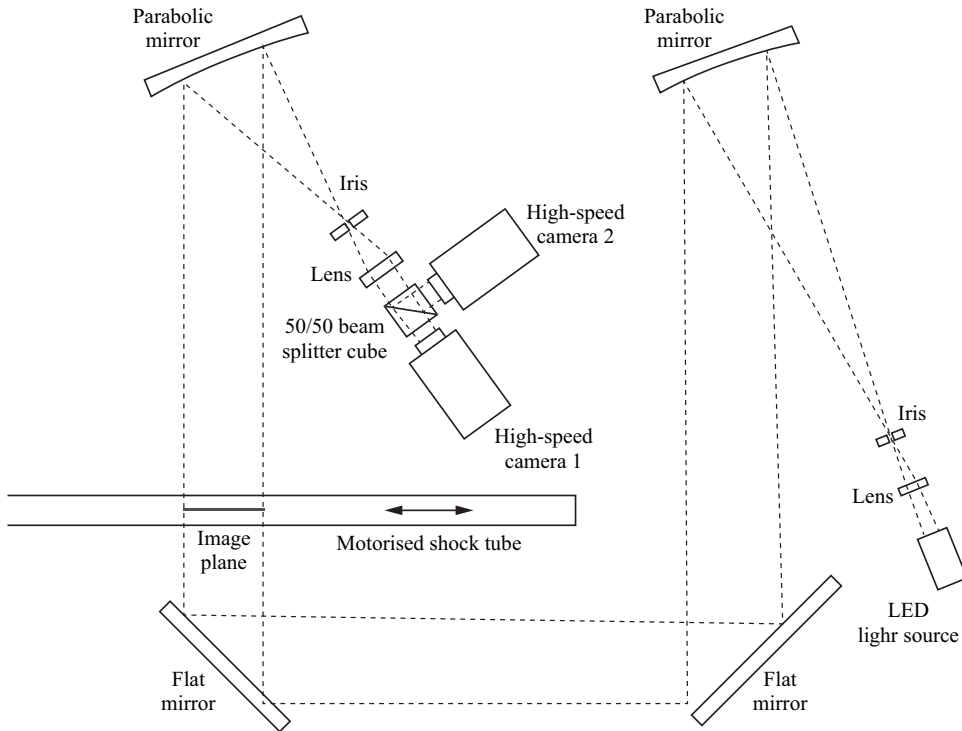 Parabolic
mirror
Parabolic
mirror
Iris
High-speed
camera 2
Lens
50/50 beam
splitter cube
High-speed
camera 1
Iris
Lens
Image
plane
Motorised shock tube
LED
lighr source
Flat
mirror
Flat
mirror